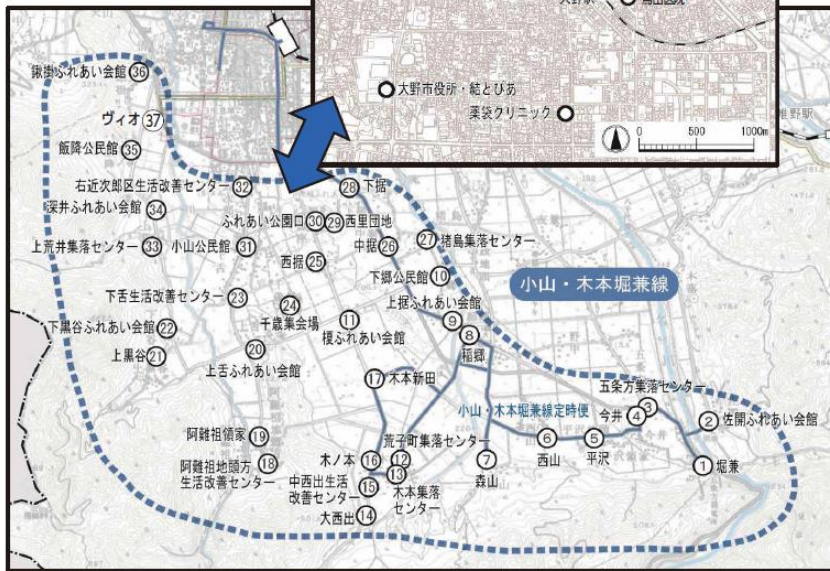 大野市役所・結とぴあ
栗袋クリニック
0 500 1000m
鍬掛ふれあい会館 36
ヴィオ 37
飯降公民館 35
右近次郎区生活改善センター 32
28 下据
深井ふれあい会館 34
ふれあい公園口 30 29 西里団地
上荒井集落センター 33
小山公民館 31
中据 26
27 猪島集落センター
西据 25
下郷公民館 10
小山・木本堀兼線
下舌生活改善センター 23
24
千歳集会場
上据ふれあい会館
9
8
稲郷
下黒谷ふれあい会館 22
11
榎ふれあい会館
上黒谷 21
20
上舌ふれあい会館
17 木本新田
五条方集落センター
3
小山・木本堀兼線定時便
今井 4
2 佐開ふれあい会館
阿難祖領家 19
荒子町集落センター
6
西山
5
平沢
木ノ本 16 12
7
森山
1 堀兼
阿難祖地頭方
生活改善センター
18
13
木本集落
センター
中西出生活
改善センター
15
大西出 14